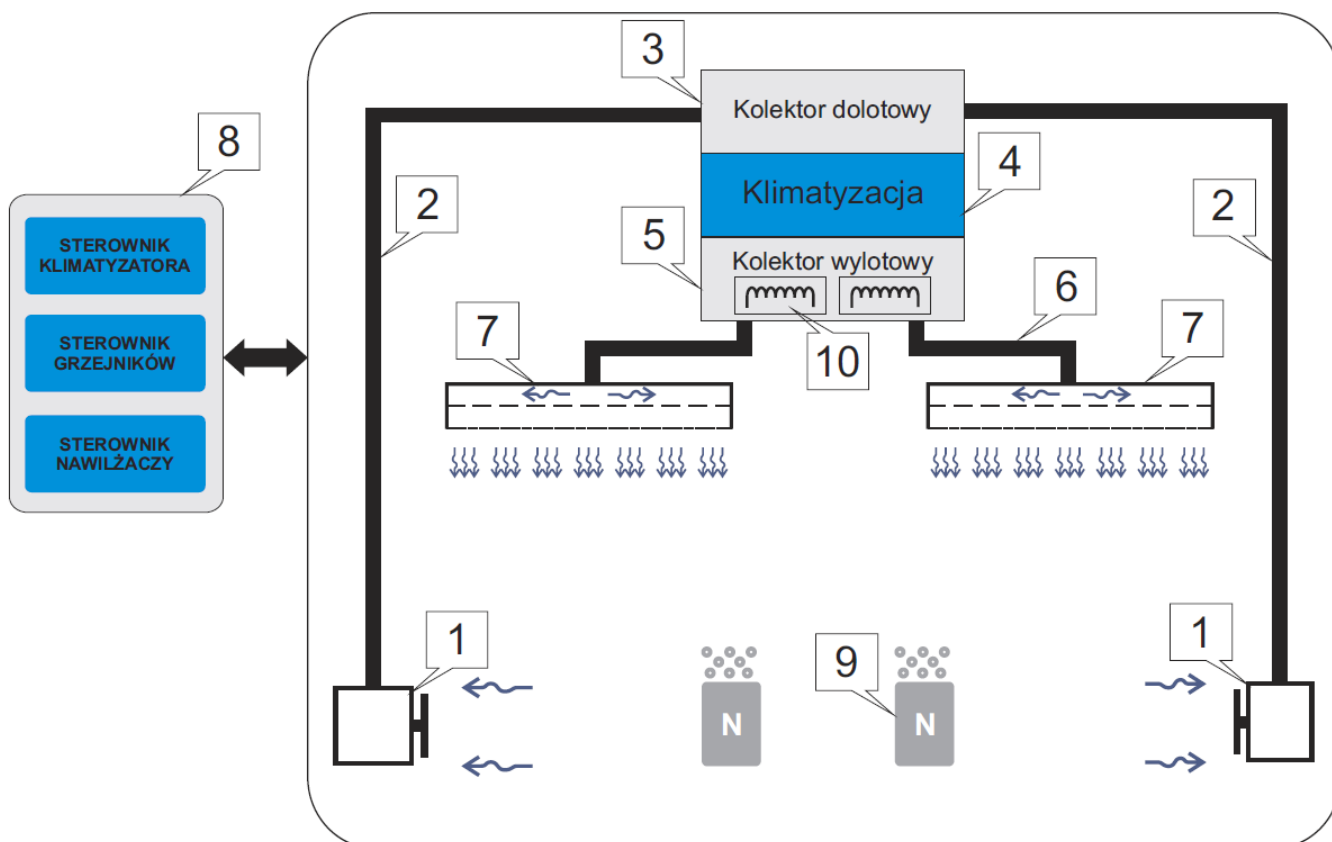 3
Kolektor dolotowy
8
4
Klimatyzacja
2
2
STEROWNIK
KLIMATYZATORA
5
Kolektor wylotowy
6
7
7
10
STEROWNIK
GRZEJNIKÓW
STEROWNIK
NAWILŻACZY
1
9
1
N
N